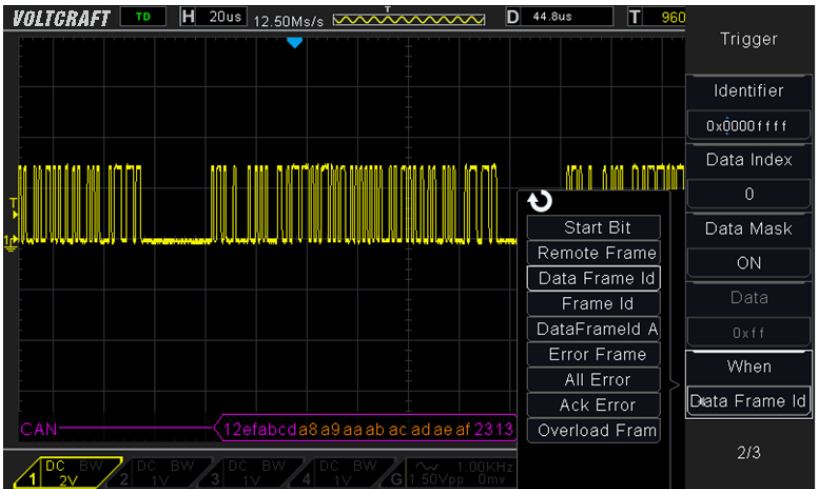 VOLTCRAFT TD H 20us 12.50Ms/s T D 44.8us T 960
Trigger
Identifier
0x0000ffff
Data Index
0
Data Mask
ON
Data
0xff
When
Data Frame Id
2/3
T
1
Start Bit
Remote Frame
Data Frame Id
Frame Id
DataFrameId A
Error Frame
All Error
Ack Error
Overload Fram
CAN 12efabcd a8 a9 aa ab ac ad ae af 2313
1 DC BW 2V 2 DC BW 1V 3 DC BW 1V 4 DC BW 1V G 1.00KHz 1.50Vpp 0mv